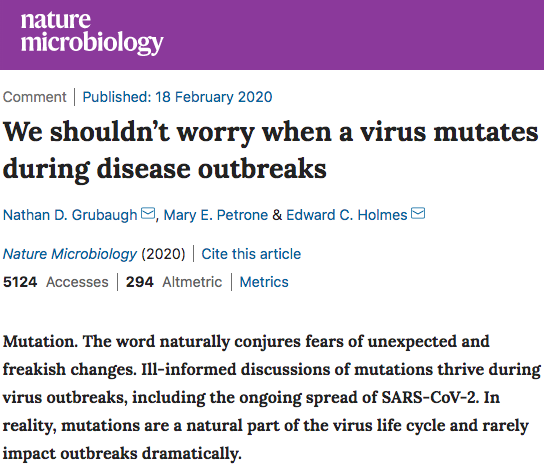 nature
microbiology
Comment | Published: 18 February 2020
We shouldn’t worry when a virus mutates
during disease outbreaks
Nathan D. Grubaugh, Mary E. Petrone & Edward C. Holmes
Nature Microbiology (2020) | Cite this article
5124 Accesses | 294 Altmetric | Metrics
Mutation. The word naturally conjures fears of unexpected and
freakish changes. Ill-informed discussions of mutations thrive during
virus outbreaks, including the ongoing spread of SARS-CoV-2. In
reality, mutations are a natural part of the virus life cycle and rarely
impact outbreaks dramatically.